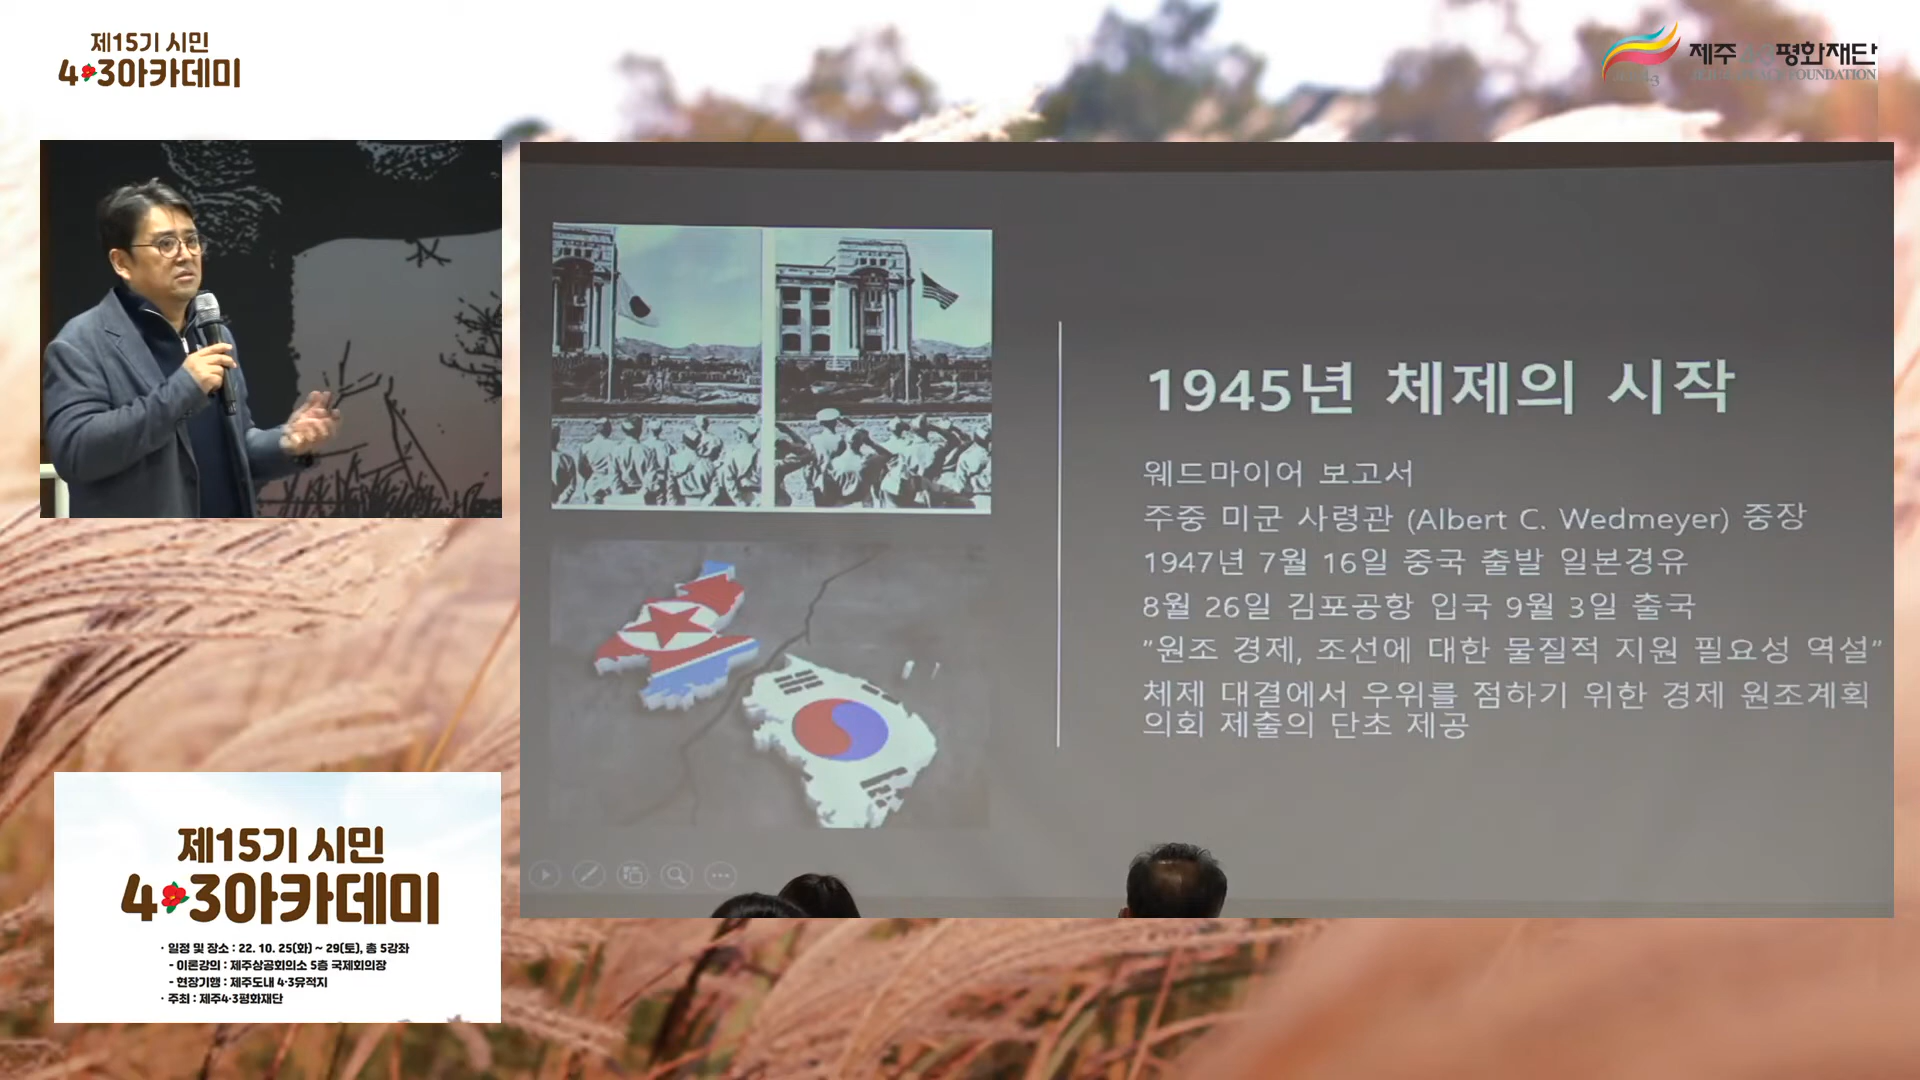 제15기 시민
4·3아카데미
제주4·3평화재단
JEJU 4·3 PEACE FOUNDATION
1945년 체제의 시작
웨드마이어 보고서
주중 미군 사령관 (Albert C. Wedmeyer) 중장
1947년 7월 16일 중국 출발 일본경유
8월 26일 김포공항 입국 9월 3일 출국
"원조 경제, 조선에 대한 물질적 지원 필요성 역설"
체제 대결에서 우위를 점하기 위한 경제 원조계획
의회 제출의 단초 제공
제15기 시민
4·3아카데미
· 일정 및 장소 : 22. 10. 25(화) ~ 29(토), 총 5강좌
- 이론강의 : 제주상공회의소 5층 국제회의장
- 현장기행 : 제주도내 4·3유적지
· 주최 : 제주4·3평화재단